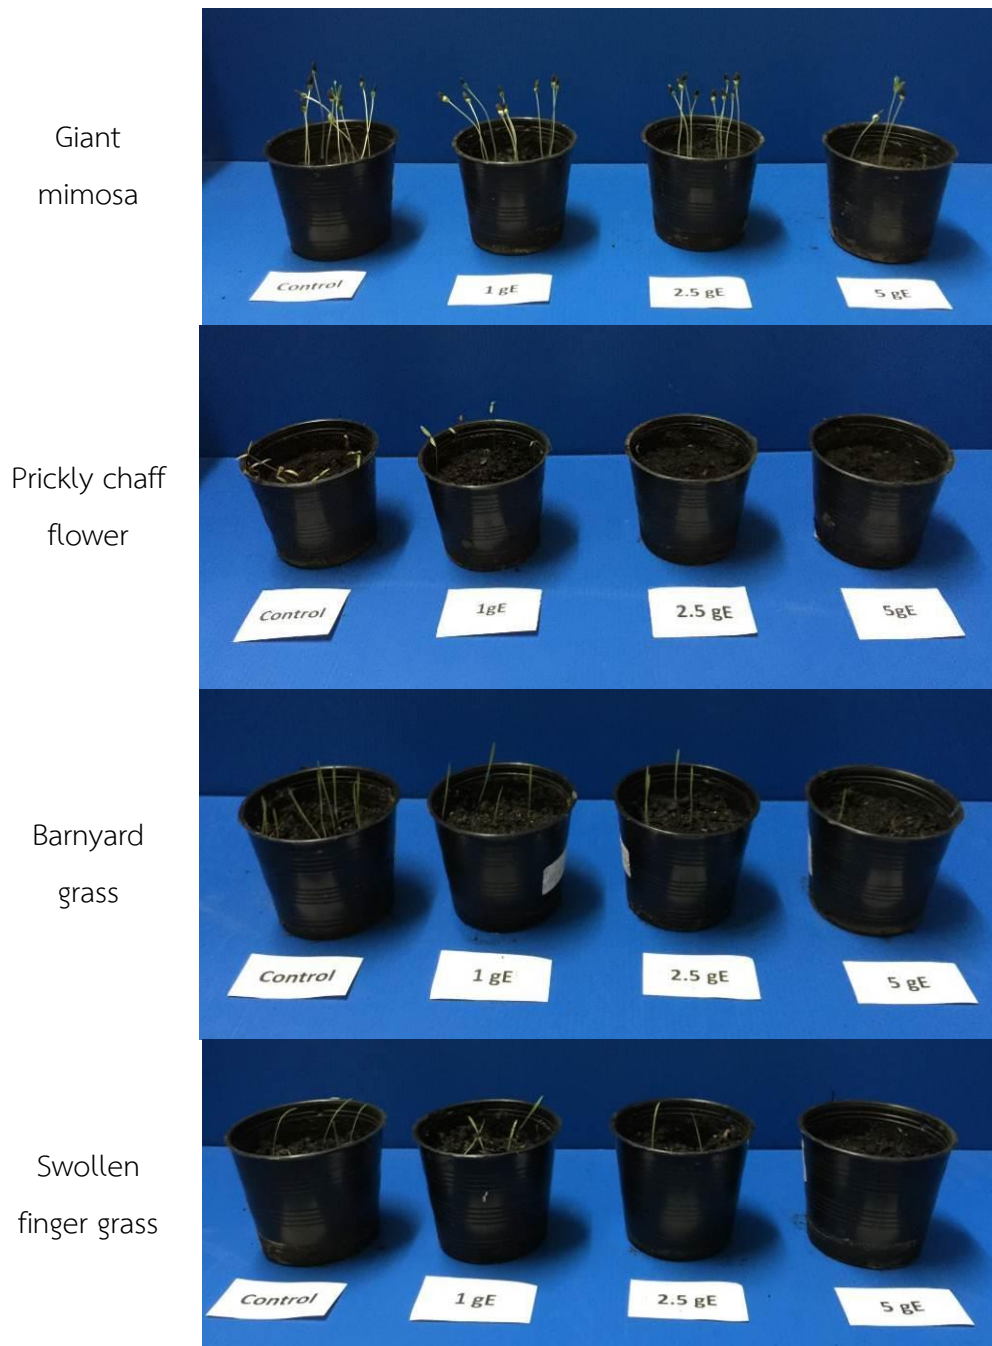 Giant
mimosa
Control
1 gE
2.5 gE
5 gE
Prickly chaff
flower
Control
1gE
2.5 gE
5gE
Barnyard
grass
Control
1 gE
2.5 gE
5 gE
Swollen
finger grass
Control
1 gE
2.5 gE
5 gE